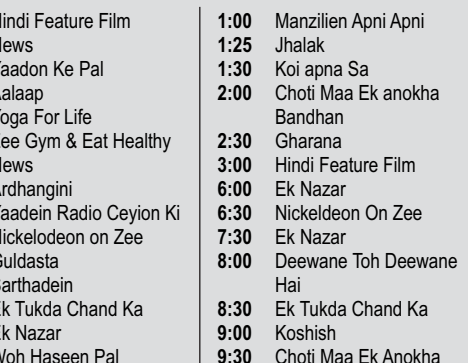 Hindi Feature Film
News
Yaadon Ke Pal
Aalaap
Yoga For Life
Zee Gym & Eat Healthy
News
Ardhangini
Yaadein Radio Ceyion Ki
Nickelodeon on Zee
Guldasta
Parthadein
Ek Tukda Chand Ka
Ek Nazar
Woh Haseen Pal
1:00 Manzilien Apni Apni
1:25 Jhalak
1:30 Koi apna Sa
2:00 Choti Maa Ek anokha
Bandhan
2:30 Gharana
3:00 Hindi Feature Film
6:00 Ek Nazar
6:30 Nickeldeon On Zee
7:30 Ek Nazar
8:00 Deewane Toh Deewane
Hai
8:30 Ek Tukda Chand Ka
9:00 Koshish
9:30 Choti Maa Ek Anokha